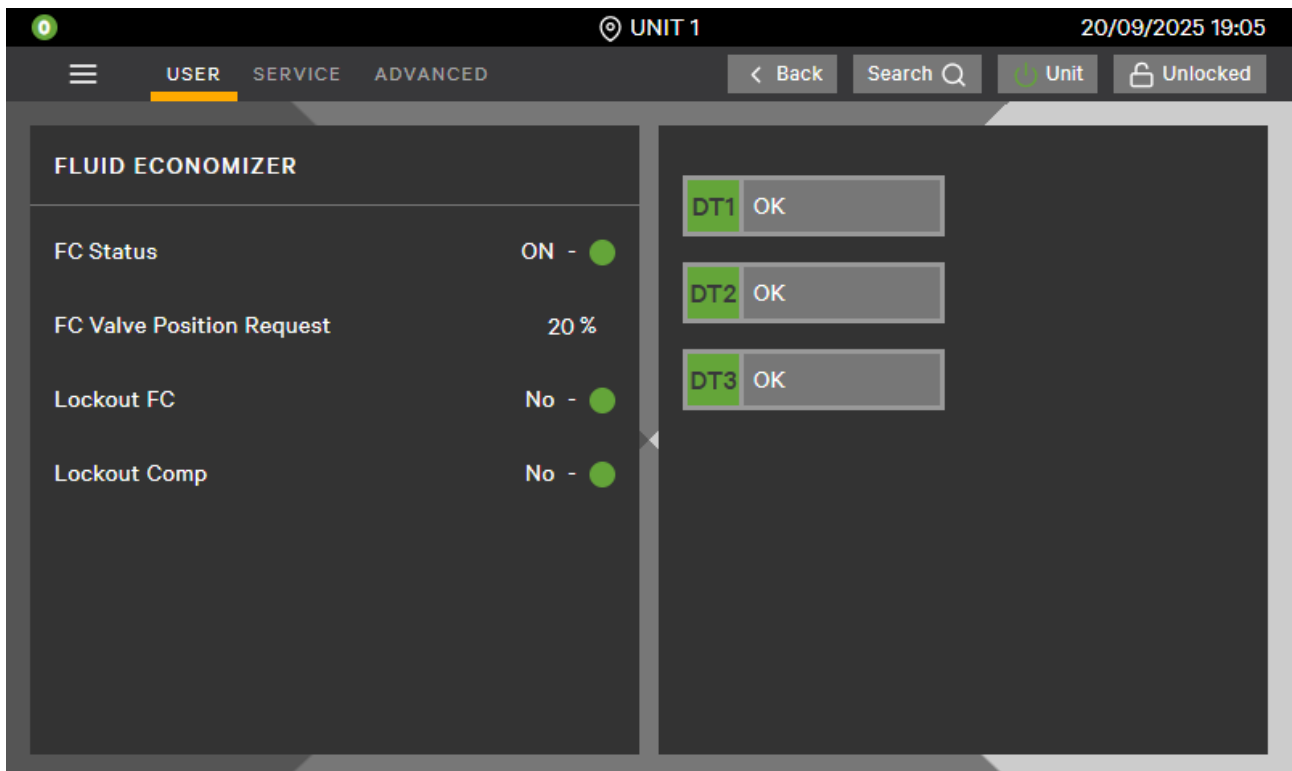 0 UNIT 1 20/09/2025 19:05
USER SERVICE ADVANCED < Back Search Unit Unlocked
FLUID ECONOMIZER
FC Status ON -
FC Valve Position Request 20 %
Lockout FC No -
Lockout Comp No -
DT1 OK
DT2 OK
DT3 OK